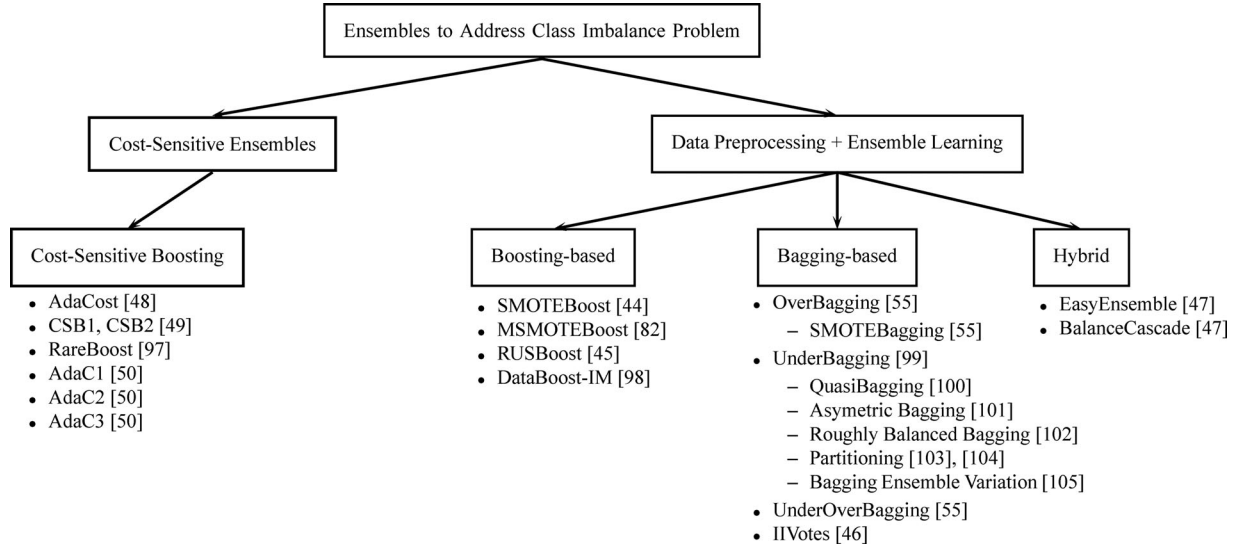 Ensembles to Address Class Imbalance Problem
Cost-Sensitive Ensembles
Data Preprocessing + Ensemble Learning
Cost-Sensitive Boosting
• AdaCost [48]
• CSB1, CSB2 [49]
• RareBoost [97]
• AdaC1 [50]
• AdaC2 [50]
• AdaC3 [50]
Boosting-based
• SMOTEBoost [44]
• MSMOTEBoost [82]
• RUSBoost [45]
• DataBoost-IM [98]
Bagging-based
• OverBagging [55]
– SMOTEBagging [55]
• UnderBagging [99]
– QuasiBagging [100]
– Asymetric Bagging [101]
– Roughly Balanced Bagging [102]
– Partitioning [103], [104]
– Bagging Ensemble Variation [105]
• UnderOverBagging [55]
• IIVotes [46]
Hybrid
• EasyEnsemble [47]
• BalanceCascade [47]